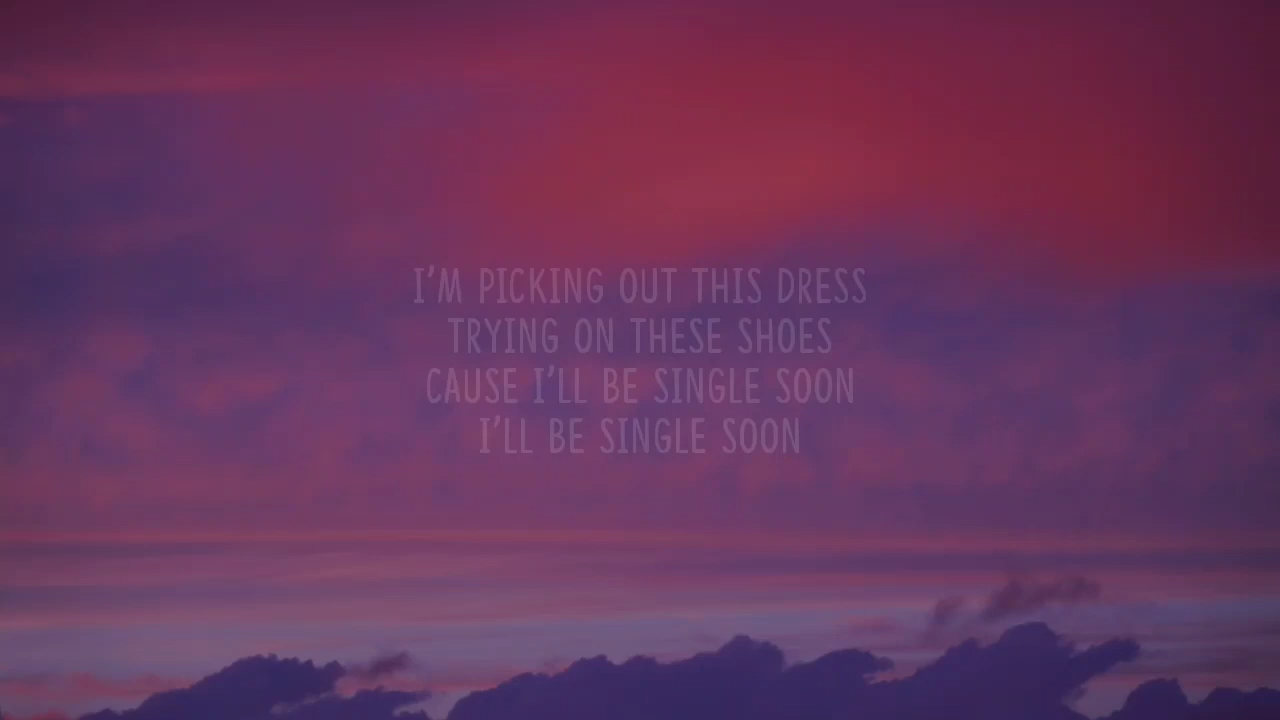 I'M PICKING OUT THIS DRESS
TRYING ON THESE SHOES
CAUSE I'LL BE SINGLE SOON
I'LL BE SINGLE SOON